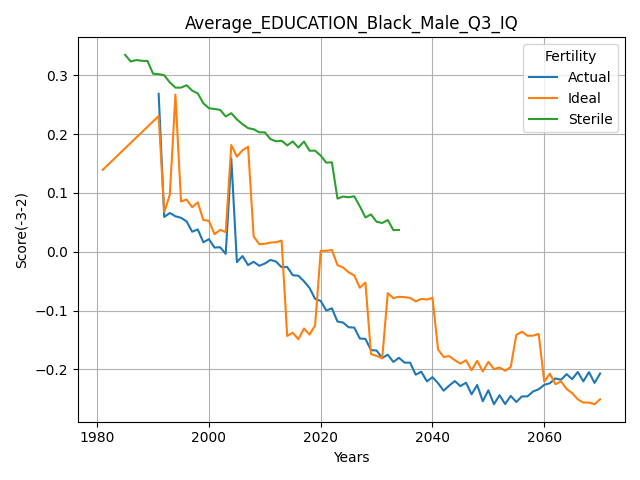 Average_EDUCATION_Black_Male_Q3_IQ
Fertility
Actual
Ideal
Sterile
Score(-3-2)
0.3
0.2
0.1
0.0
−0.1
−0.2
1980
2000
2020
2040
2060
Years